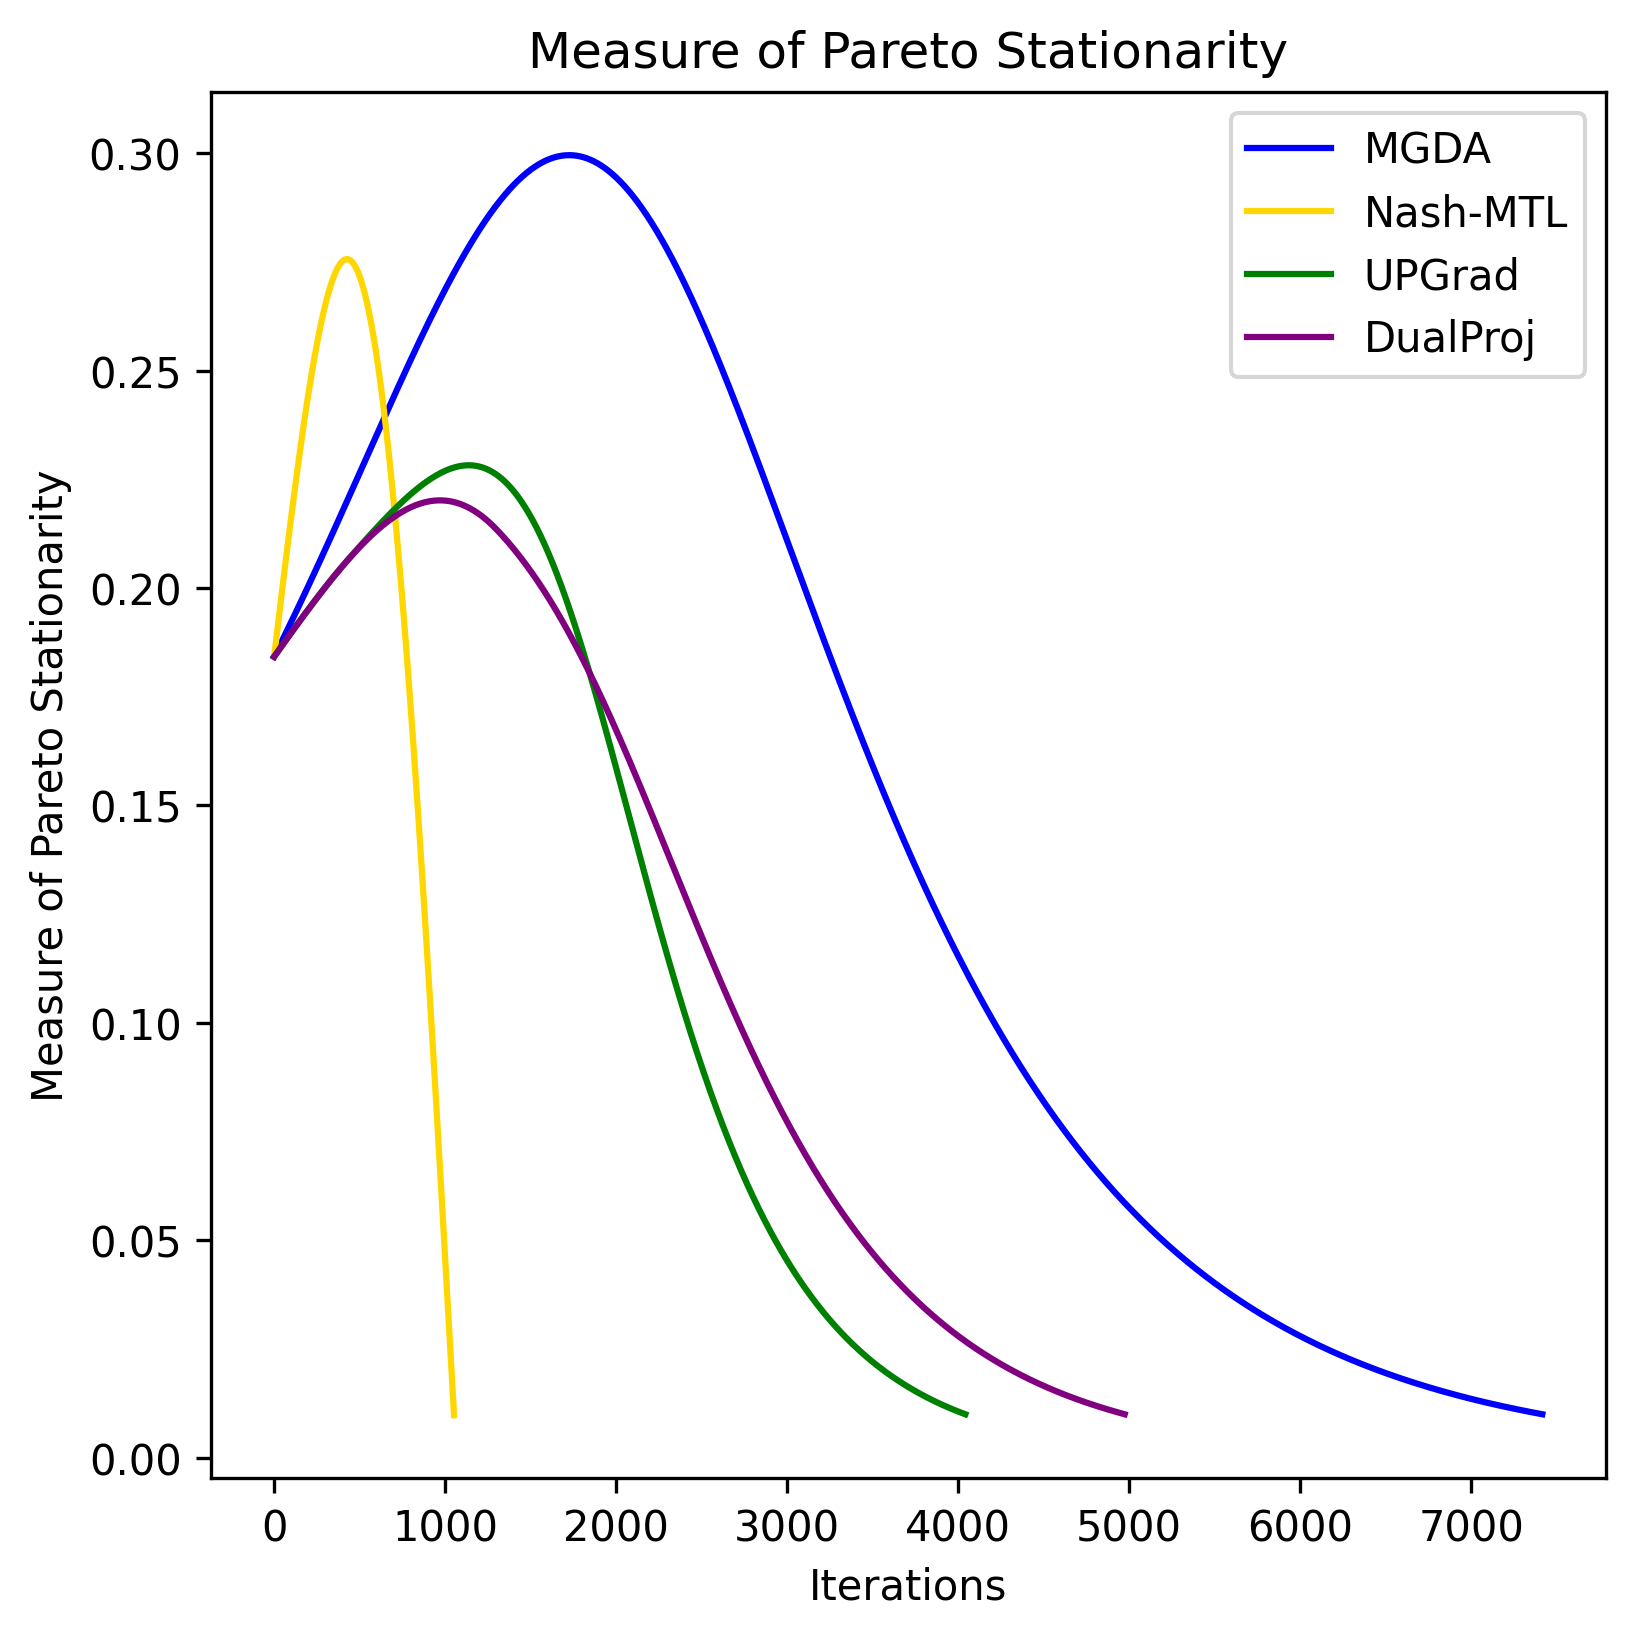 Measure of Pareto Stationarity
MGDA
Nash-MTL
UPGrad
DualProj
Measure of Pareto Stationarity
0.30
0.25
0.20
0.15
0.10
0.05
0.00
0 1000 2000 3000 4000 5000 6000 7000
Iterations